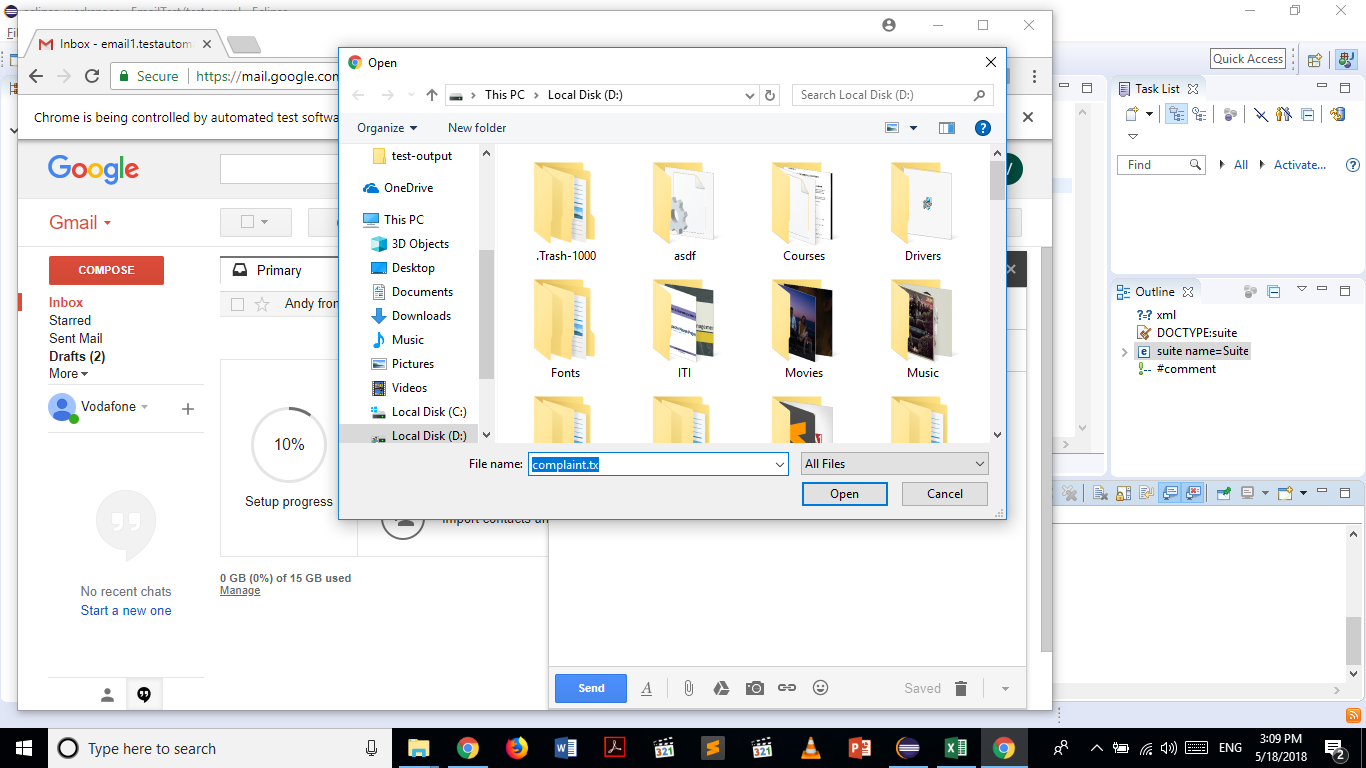 Inbox - email1.testautom
Secure
https://mail.google.con
Chrome is being controlled by automated test softwa
Google
Gmail
COMPOSE
Inbox
Starred
Sent Mail
Drafts (2)
More
Vodafone
No recent chats
Start a new one
Primary
Andy fron
10%
Setup progress
0 GB (0%) of 15 GB used
Manage
Open
This PC
Local Disk (D:)
Search Local Disk (D:)
Organize
New folder
test-output
OneDrive
This PC
3D Objects
Desktop
Documents
Downloads
Music
Pictures
Videos
Local Disk (C:)
Local Disk (D:)
.Trash-1000
asdf
Courses
Drivers
Fonts
ITI
Movies
Music
File name:
complaint.tx
All Files
Open
Cancel
Send
Saved
Quick Access
Task List
Find
All
Activate...
Outline
xml
DOCTYPE:suite
suite name=Suite
#comment
Type here to search
ENG
3:09 PM
5/18/2018
2